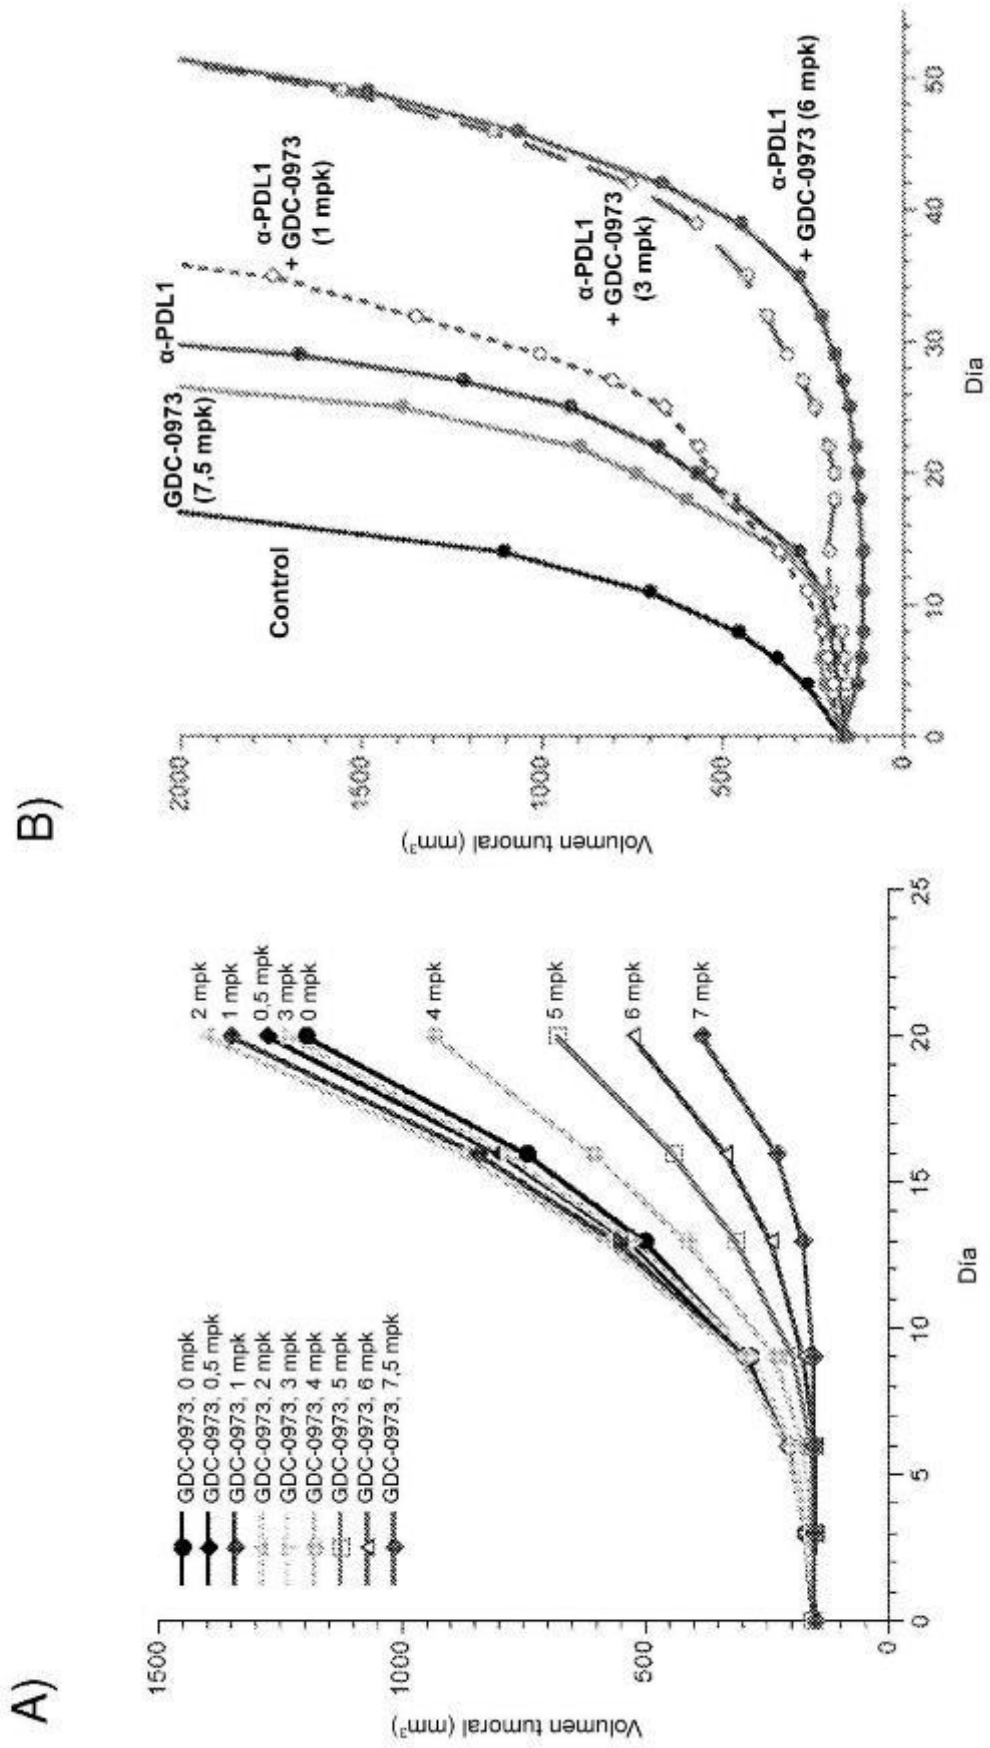 A)
Volumen tumoral (mm³)
1500
1000
500
0
GDC-0973, 0 mpk
GDC-0973, 0,5 mpk
GDC-0973, 1 mpk
GDC-0973, 2 mpk
GDC-0973, 3 mpk
GDC-0973, 4 mpk
GDC-0973, 5 mpk
GDC-0973, 6 mpk
GDC-0973, 7,5 mpk
2 mpk
1 mpk
0,5 mpk
3 mpk
0 mpk
4 mpk
5 mpk
6 mpk
7 mpk
0
5
10
15
20
25
Día
B)
Volumen tumoral (mm³)
2000
1500
1000
500
0
Control
GDC-0973
(7,5 mpk)
α-PDL1
α-PDL1
+ GDC-0973
(1 mpk)
α-PDL1
+ GDC-0973
(3 mpk)
α-PDL1
+ GDC-0973 (6 mpk)
0
10
20
30
40
50
Día